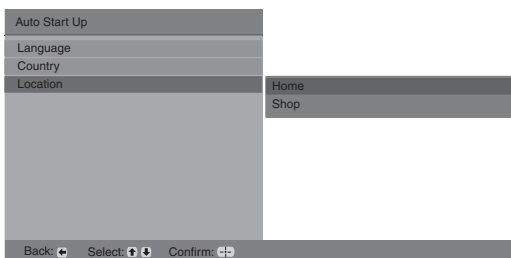 Auto Start Up
Language
Country
Location
Home
Shop
Back: Select: Confirm: